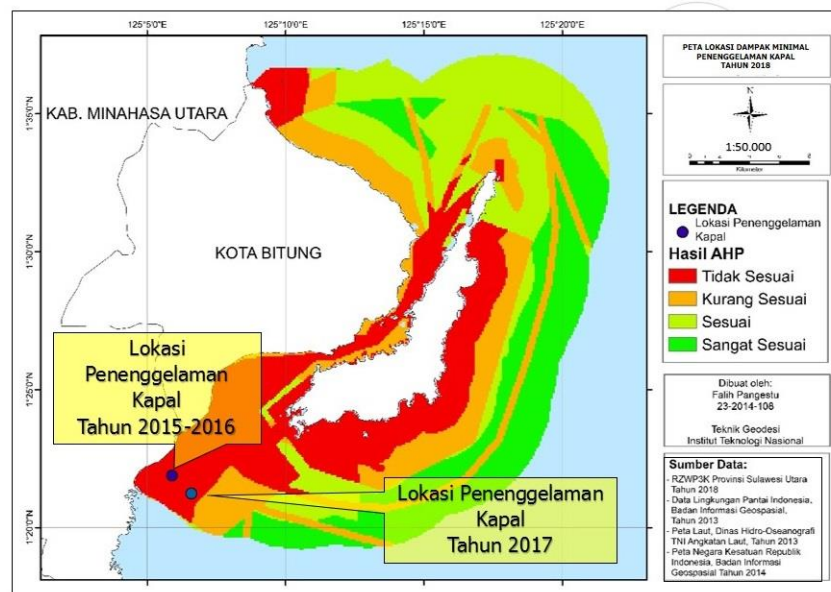 125°5'0"E
125°10'0"E
125°15'0"E
125°20'0"E
1°35'0"N
1°30'0"N
1°25'0"N
1°20'0"N
KAB. MINAHASA UTARA
KOTA BITUNG
Lokasi
Penenggelaman
Kapal
Tahun 2015-2016
Lokasi Penenggelaman
Kapal
Tahun 2017
PETA LOKASI DAMPAK MINIMAL
PENENGGELAMAN KAPAL
TAHUN 2018
N
1:50.000
Kilometer
LEGENDA
Lokasi Penenggelaman
Kapal
Hasil AHP
Tidak Sesuai
Kurang Sesuai
Sesuai
Sangat Sesuai
Dibuat oleh:
Falih Pangestu
23-2014-108
Teknik Geodesi
Institut Teknologi Nasional
Sumber Data:
- RZWP3K Provinsi Sulawesi Utara
Tahun 2018
- Data Lingkungan Pantai Indonesia,
Badan Informasi Geospasial,
Tahun 2013
- Peta Laut, Dinas Hidro-Oseanografi
TNI Angkatan Laut, Tahun 2013
- Peta Negara Kesatuan Republik
Indonesia, Badan Informasi
Geospasial Tahun 2014